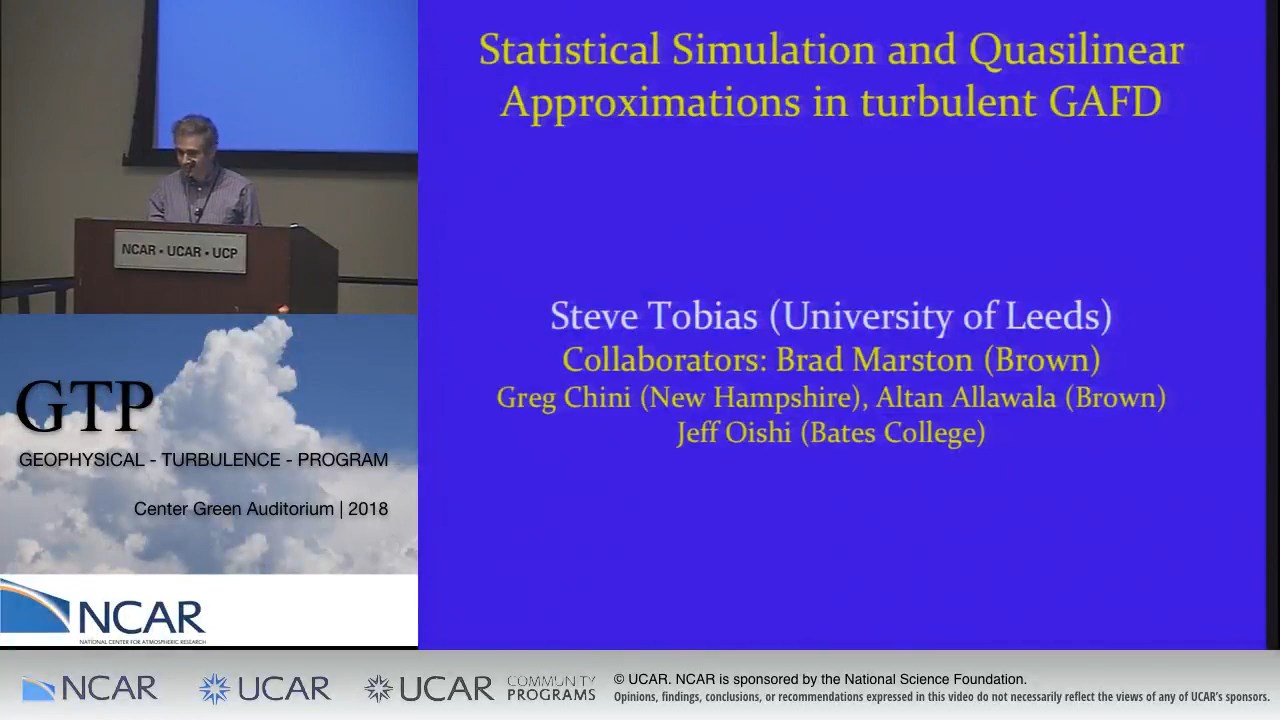 Statistical Simulation and Quasilinear
Approximations in turbulent GAFD
Steve Tobias (University of Leeds)
Collaborators: Brad Marston (Brown)
Greg Chini (New Hampshire), Altan Allawala (Brown)
Jeff Oishi (Bates College)
NCAR • UCAR • UCP
GTP
GEOPHYSICAL - TURBULENCE - PROGRAM
Center Green Auditorium | 2018
NCAR
NATIONAL CENTER FOR ATMOSPHERIC RESEARCH
NCAR
UCAR
UCAR
COMMUNITY
PROGRAMS
© UCAR. NCAR is sponsored by the National Science Foundation.
Opinions, findings, conclusions, or recommendations expressed in this video do not necessarily reflect the views of any of UCAR's sponsors.